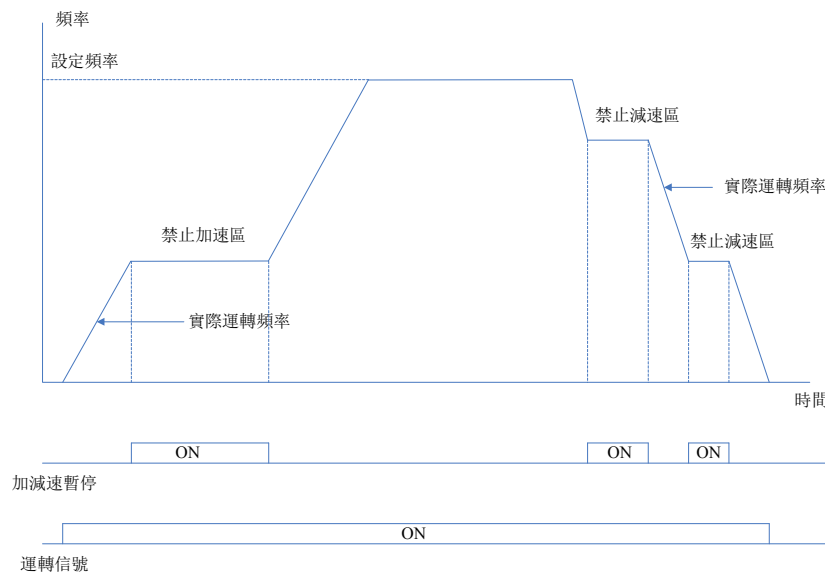 頻率
設定頻率
禁止減速區
實際運轉頻率
禁止加速區
禁止減速區
實際運轉頻率
時間
ON
ON
ON
加減速暫停
ON
運轉信號